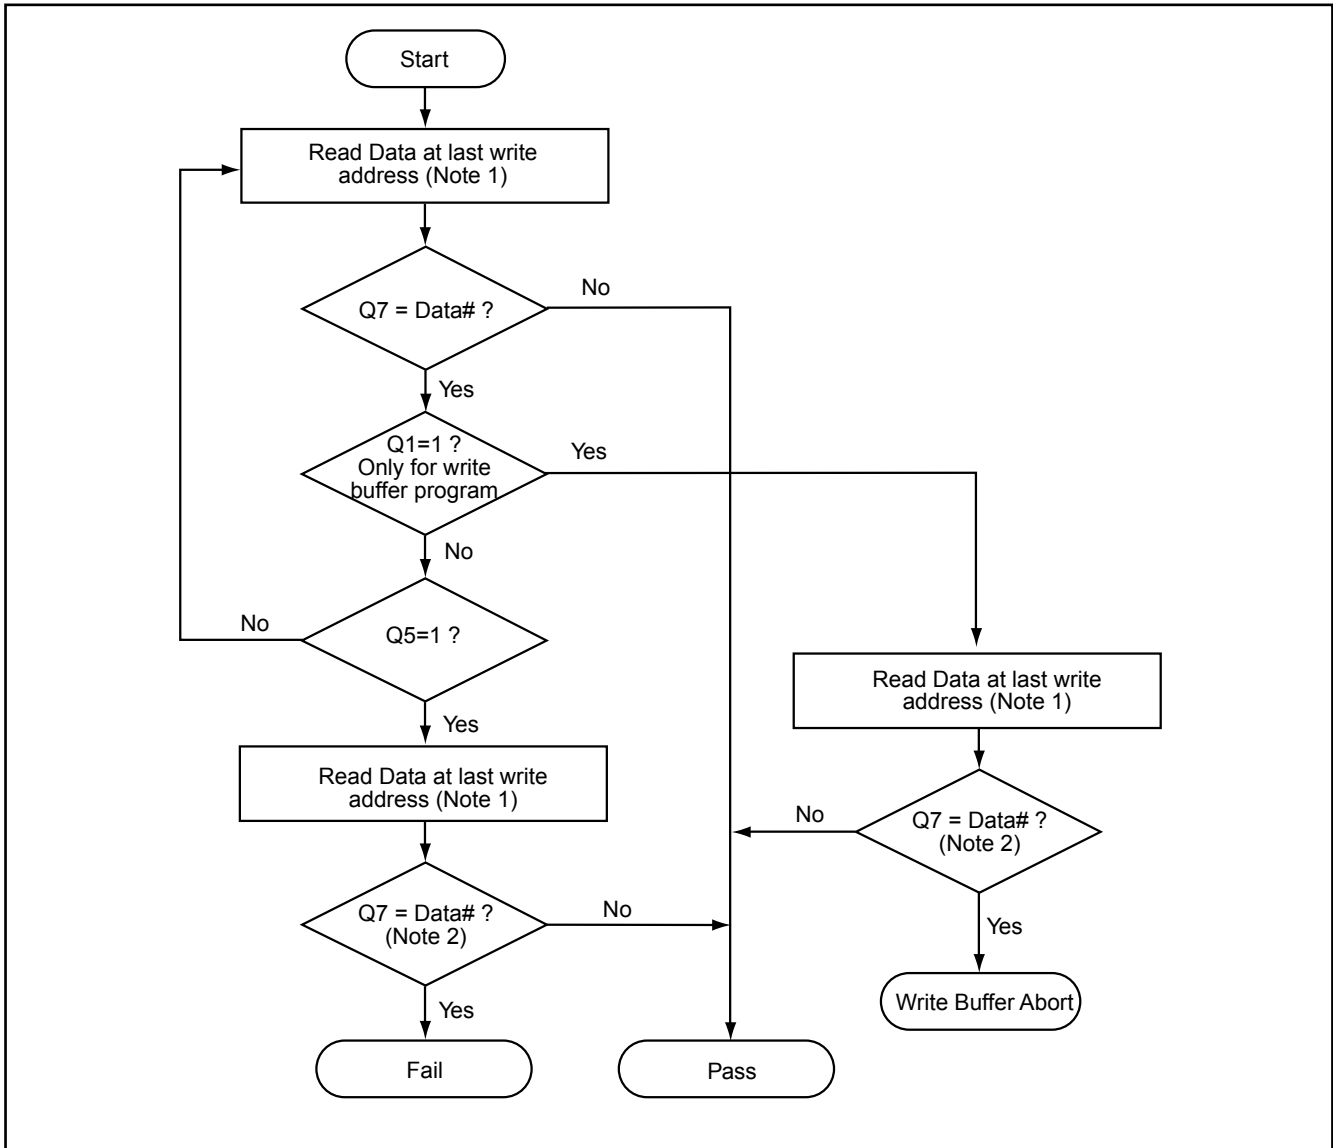 Start
Read Data at last write
address (Note 1)
Q7 = Data# ?
No
Yes
Q1=1 ?
Only for write
buffer program
Yes
No
Q5=1 ?
No
Yes
Read Data at last write
address (Note 1)
Q7 = Data# ?
(Note 2)
No
Yes
Fail
Pass
Read Data at last write
address (Note 1)
Q7 = Data# ?
(Note 2)
No
Yes
Write Buffer Abort